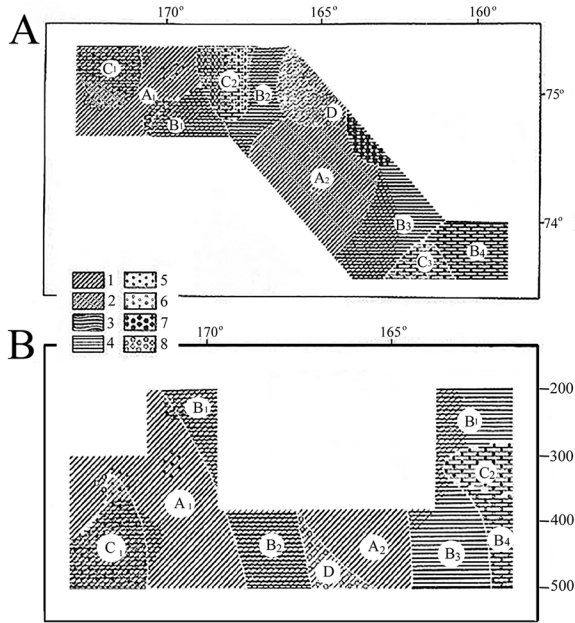 A
170° 165° 160°
C1 A1 B1 C2 B2 D 75°
A2
B3 C3 B4 74°
1 5
2 6
3 7
4 8
B
170° 165°
B1 B1 200
C2 300
A1 400
C1 B2 D A2 B3 B4 500